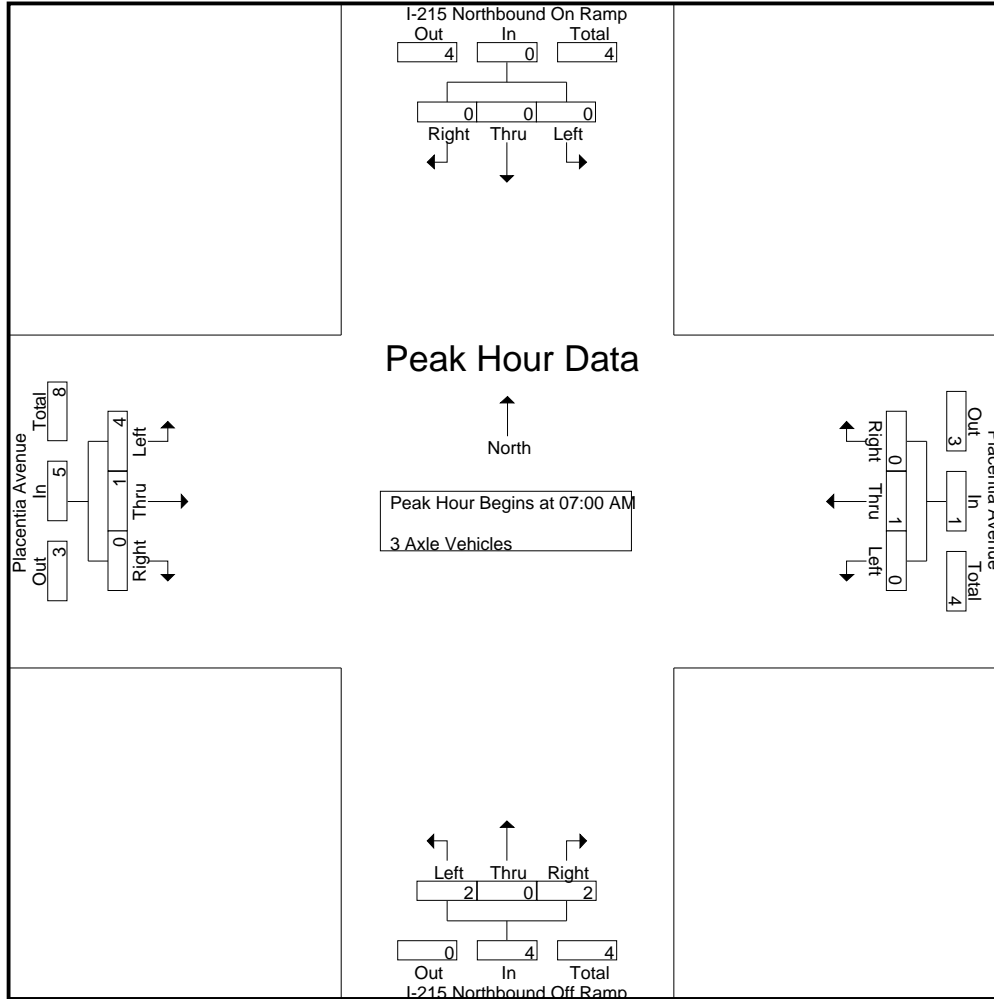 I-215 Northbound On Ramp
Out In Total
4 0 4
0 0 0
Right Thru Left
Peak Hour Data
North
Peak Hour Begins at 07:00 AM
3 Axle Vehicles
Placentia Avenue
Out In Total
3 5 8
Right Thru Left
0 1 4
Placentia Avenue
Out In Total
3 1 4
Right Thru Left
0 1 0
Left Thru Right
2 0 2
0 4 4
Out In Total
I-215 Northbound Off Ramp